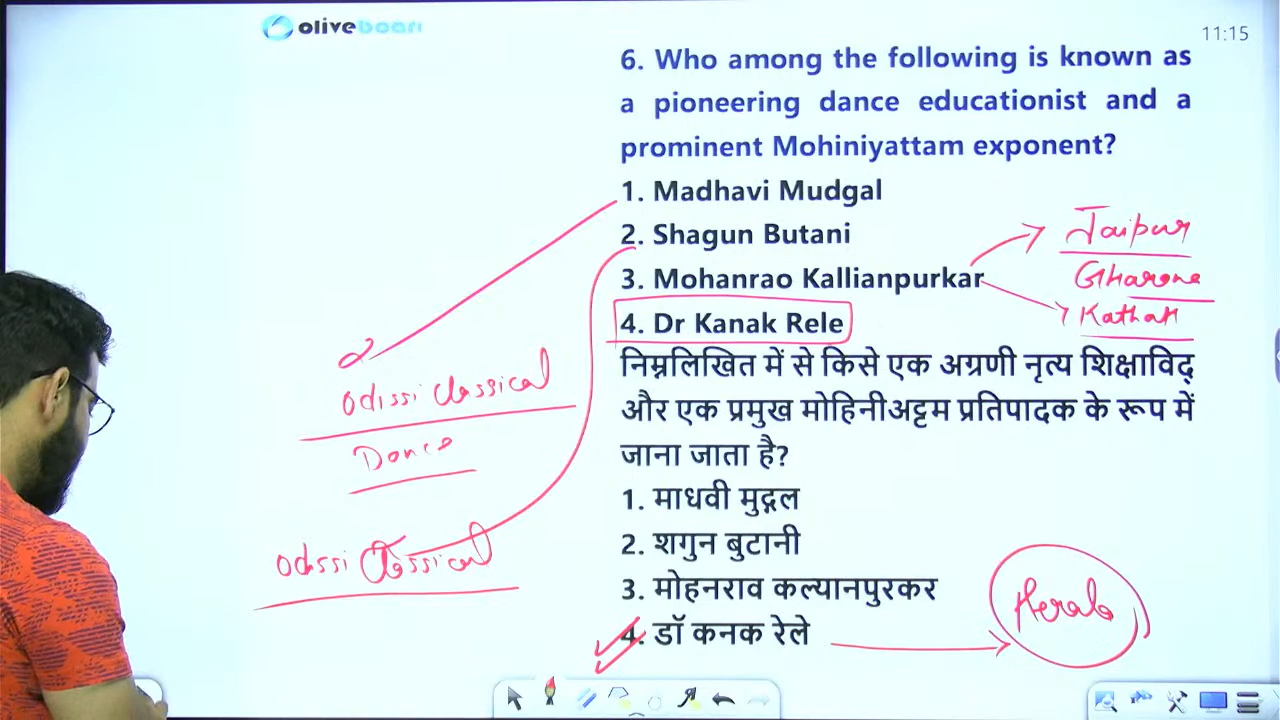 oliveboard
11:15
6. Who among the following is known as
a pioneering dance educationist and a
prominent Mohiniyattam exponent?
1. Madhavi Mudgal
2. Shagun Butani
3. Mohanrao Kallianpurkar
4. Dr Kanak Rele
Jaipur
Gharana
Kathak
Odissi Classical
Dance
Odissi Classical
निम्नलिखित में से किसे एक अग्रणी नृत्य शिक्षाविद्
और एक प्रमुख मोहिनीअट्टम प्रतिपादक के रूप में
जाना जाता है?
1. माधवी मुद्गल
2. शगुन बुटानी
3. मोहनराव कल्यानपुरकर
4. डॉ कनक रेले
Kerala